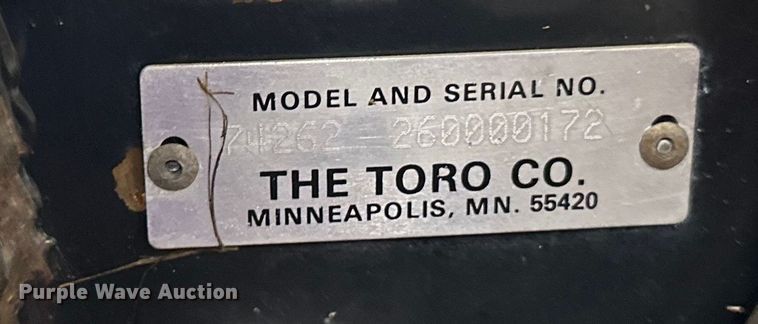 MODEL AND SERIAL NO.
74262-260000172
THE TORO CO.
MINNEAPOLIS, MN. 55420
Purple Wave Auction